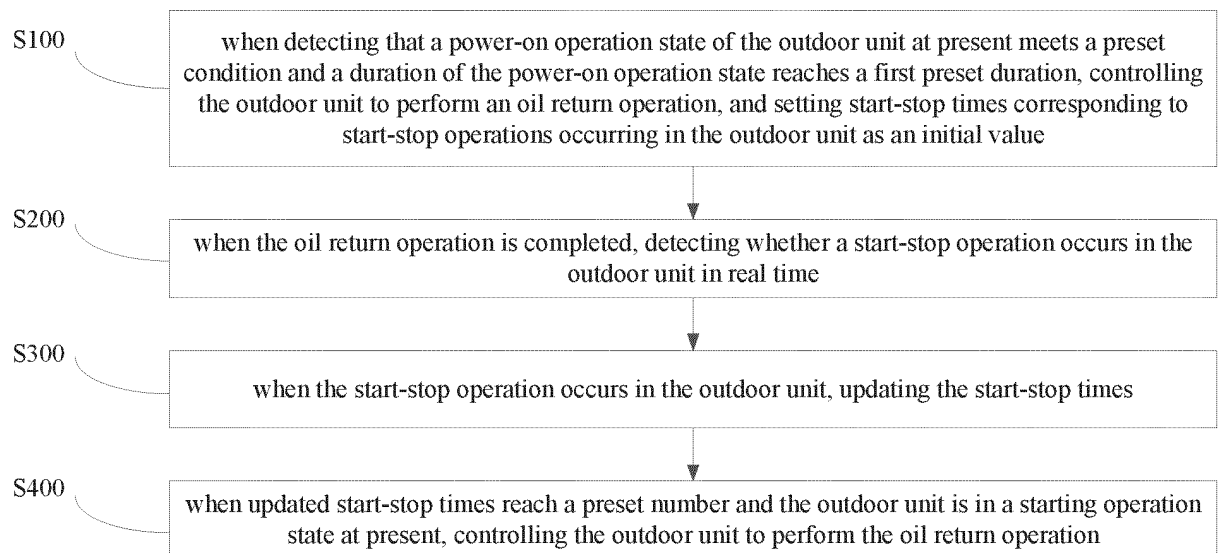 S100
when detecting that a power-on operation state of the outdoor unit at present meets a preset
condition and a duration of the power-on operation state reaches a first preset duration, controlling
the outdoor unit to perform an oil return operation, and setting start-stop times corresponding to
start-stop operations occurring in the outdoor unit as an initial value
S200
when the oil return operation is completed, detecting whether a start-stop operation occurs in the
outdoor unit in real time
S300
when the start-stop operation occurs in the outdoor unit, updating the start-stop times
S400
when updated start-stop times reach a preset number and the outdoor unit is in a starting operation
state at present, controlling the outdoor unit to perform the oil return operation